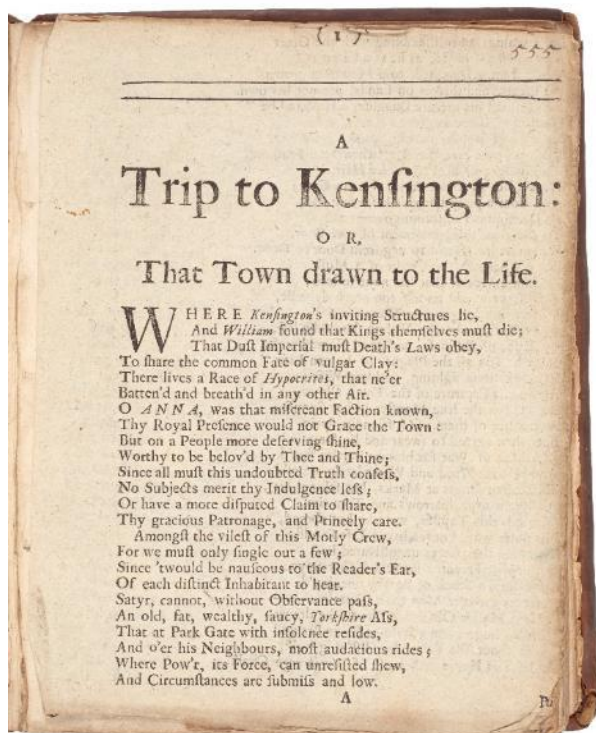 (1)
555
A
Trip to Kenſington:
OR,
That Town drawn to the Life.
WHERE Kenſington's inviting Structures lie,
And William found that Kings themſelves muſt die;
That Duſt Imperial muſt Death's Laws obey,
To ſhare the common Fate of vulgar Clay:
There lives a Race of Hypocrites, that ne'er
Batten'd and breath'd in any other Air.
O ANNA, was that miſcreant Faction known,
Thy Royal Preſence would not Grace the Town:
But on a People more deſerving ſhine,
Worthy to be belov'd by Thee and Thine;
Since all muſt this undoubted Truth confeſs,
No Subjects merit thy Indulgence leſs;
Or have a more diſputed Claim to ſhare,
Thy gracious Patronage, and Princely care.
Amongſt the vileſt of this Motly Crew,
For we muſt only ſingle out a few;
Since 'twould be nauſeous to the Reader's Ear,
Of each diſtinct Inhabitant to hear.
Satyr, cannot, without Obſervance paſs,
An old, fat, wealthy, ſaucy, Yorkſhire Aſs,
That at Park Gate with inſolence reſides,
And o'er his Neighbours, moſt audacious rides;
Where Pow'r, its Force, can unreſiſted ſhew,
And Circumſtances are ſubmiſs and low.
A